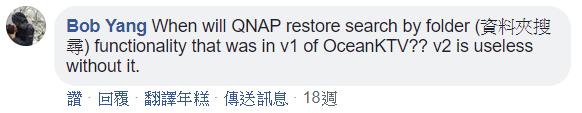 Bob Yang When will QNAP restore search by folder (資料夾搜
尋) functionality that was in v1 of OceanKTV?? v2 is useless
without it.
讚 · 回覆 · 翻譯年糕 · 傳送訊息 · 18週